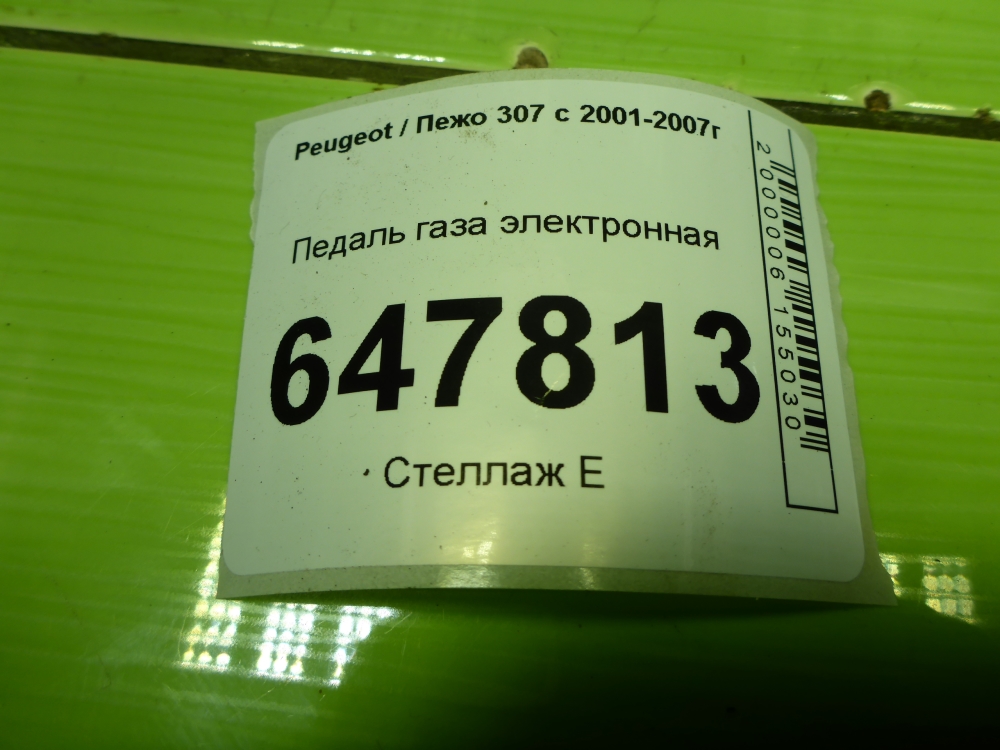 Peugeot / Пежо 307 с 2001-2007г
Педаль газа электронная
647813
Стеллаж Е
2000006155030